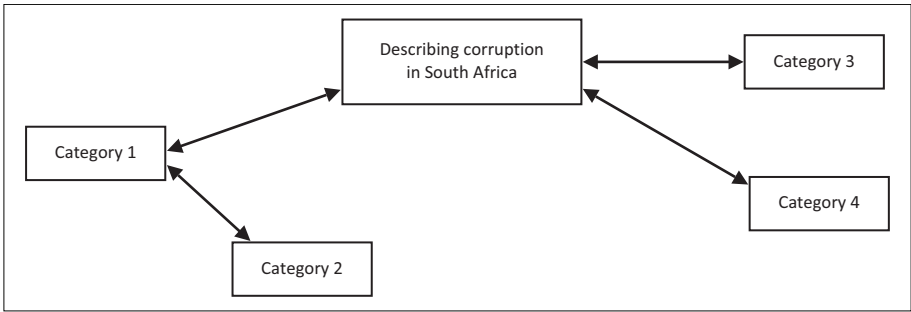 Describing corruption
in South Africa
Category 3
Category 1
Category 4
Category 2